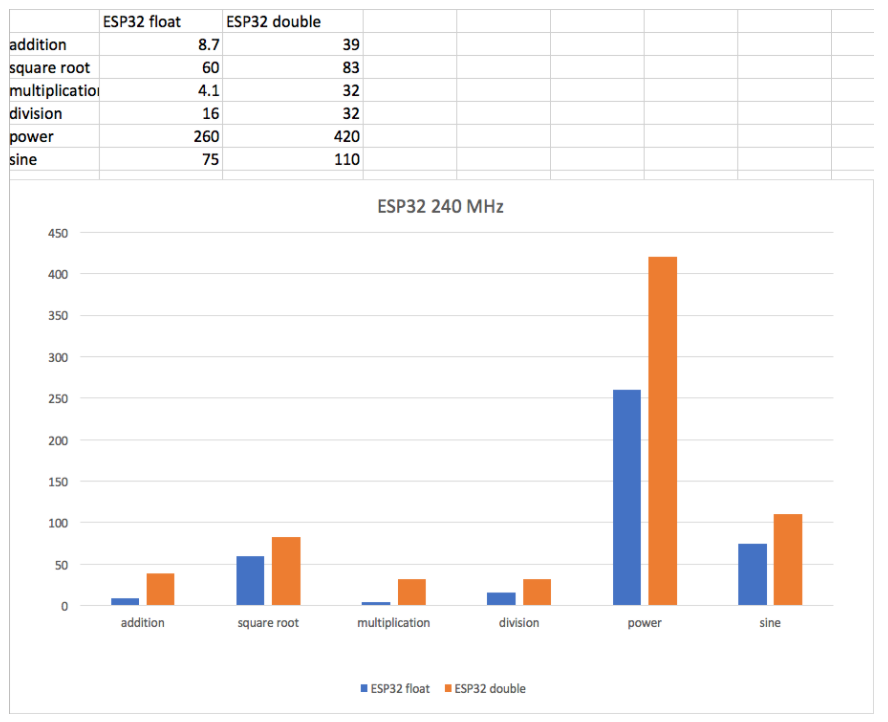 ESP32 float ESP32 double
addition 8.7 39
square root 60 83
multiplication 4.1 32
division 16 32
power 260 420
sine 75 110
ESP32 240 MHz
450
400
350
300
250
200
150
100
50
0
addition square root multiplication division power sine
ESP32 float ESP32 double